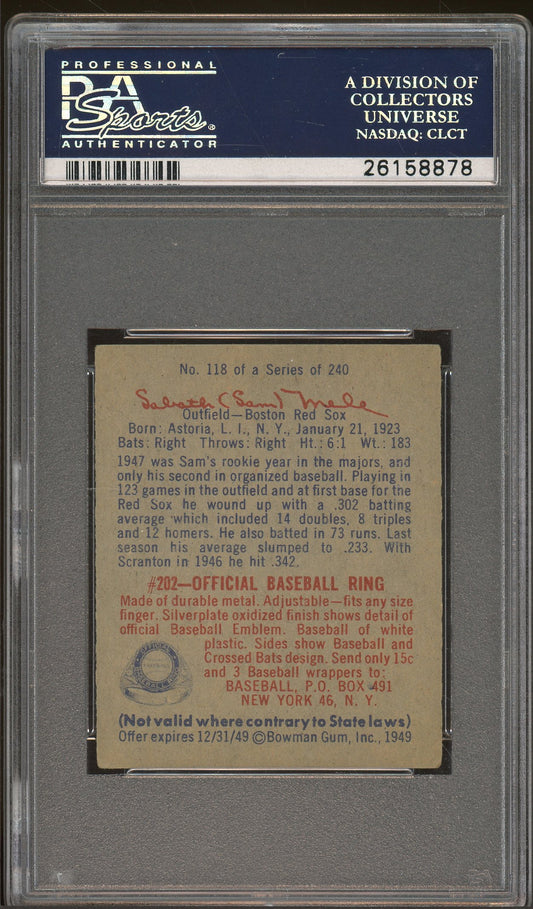 PROFESSIONAL
PSA
Sports®
AUTHENTICATOR
A DIVISION OF
COLLECTORS
UNIVERSE
NASDAQ: CLCT
26158878
No. 118 of a Series of 240
Salvath (Sam) Mele
Outfield—Boston Red Sox
Born: Astoria, L. I., N. Y., January 21, 1923
Bats: Right Throws: Right Ht.: 6:1 Wt.: 183
1947 was Sam's rookie year in the majors, and
only his second in organized baseball. Playing in
123 games in the outfield and at first base for the
Red Sox he wound up with a .302 batting
average which included 14 doubles, 8 triples
and 12 homers. He also batted in 73 runs. Last
season his average slumped to .233. With
Scranton in 1946 he hit .342.
#202—OFFICIAL BASEBALL RING
Made of durable metal. Adjustable—fits any size
finger. Silverplate oxidized finish shows detail of
official Baseball Emblem. Baseball of white
plastic. Sides show Baseball and
Crossed Bats design. Send only 15c
and 3 Baseball wrappers to:
BASEBALL, P.O. BOX 491
NEW YORK 46, N. Y.
(Not valid where contrary to State laws)
Offer expires 12/31/49 ©Bowman Gum, Inc., 1949